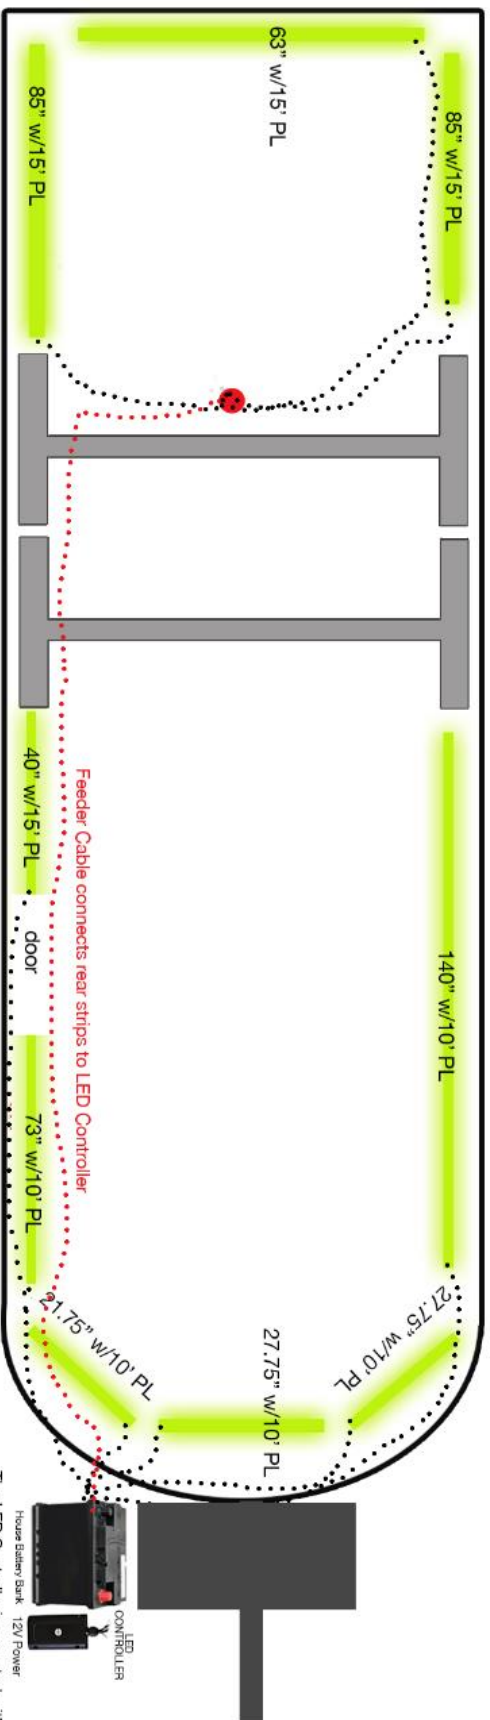 63” w/15’ PL
85” w/15’ PL
85” w/15’ PL
40” w/15’ PL
door
Feeder Cable connects rear strips to LED Controller
140” w/10’ PL
73” w/10’ PL
21.75” w/10’ PL
27.75” w/10’ PL
27.75” w/10’ PL
House Battery Bank
12V Power
LED
CONTROLLER